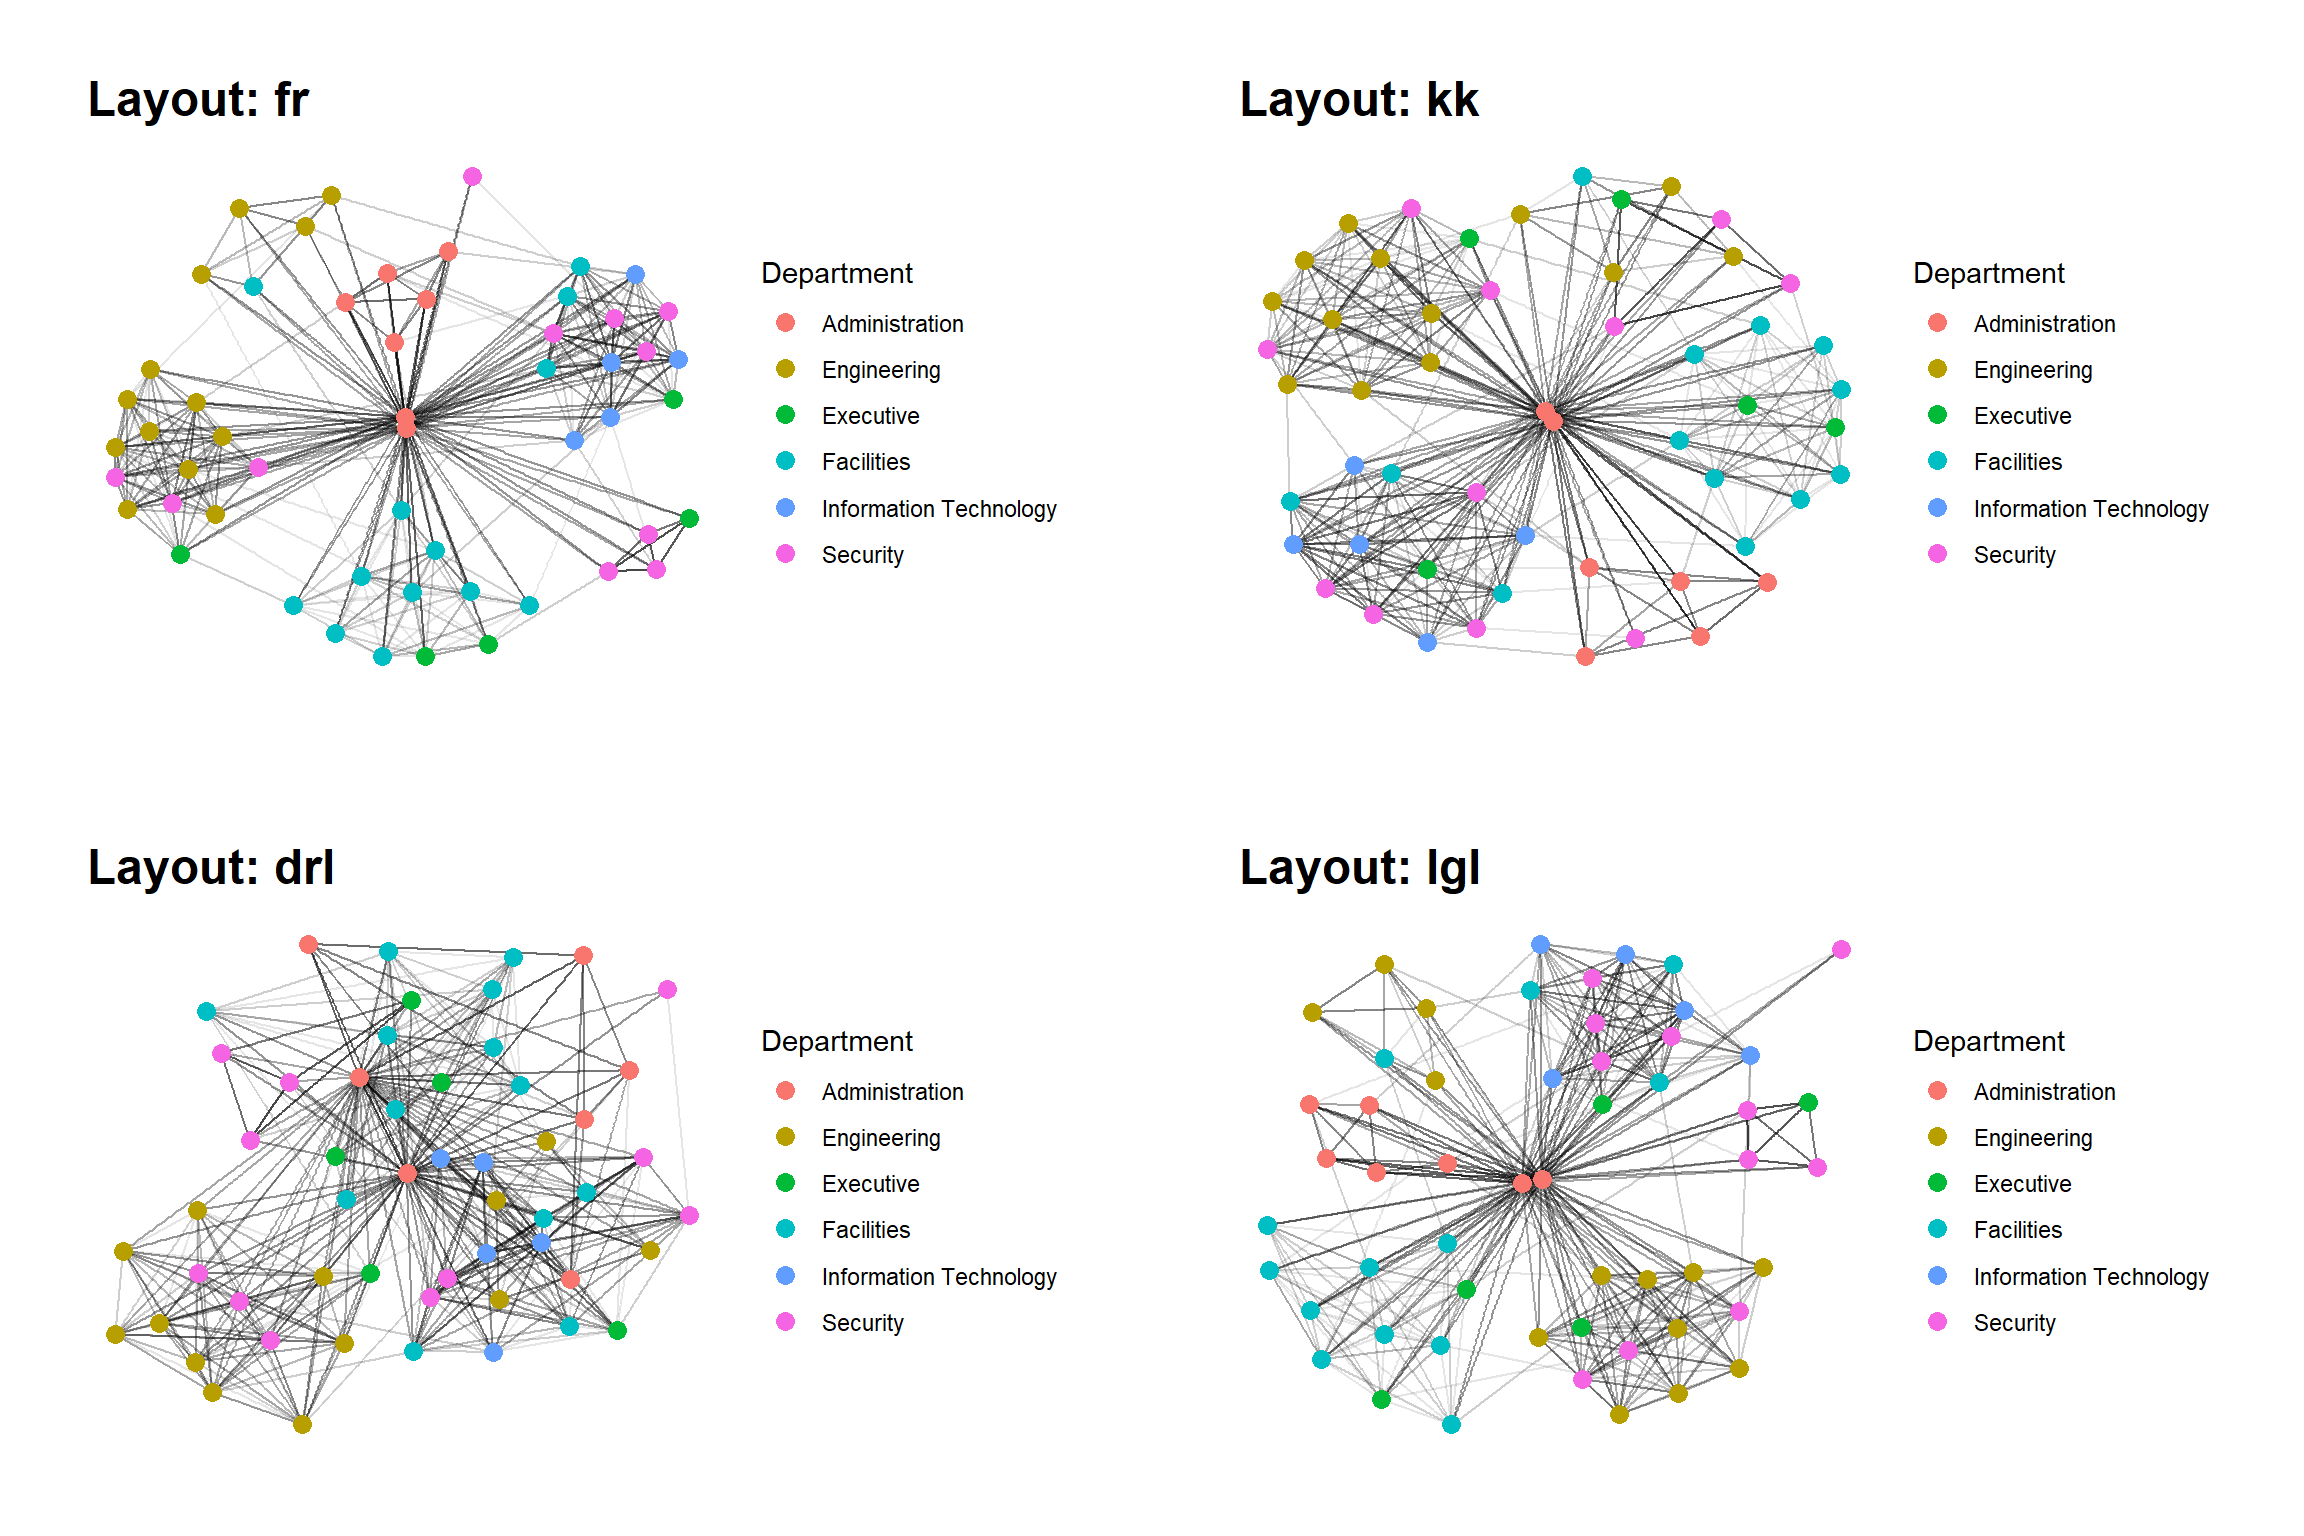 Layout: fr
Department
Administration
Engineering
Executive
Facilities
Information Technology
Security
Layout: kk
Department
Administration
Engineering
Executive
Facilities
Information Technology
Security
Layout: drl
Department
Administration
Engineering
Executive
Facilities
Information Technology
Security
Layout: lgl
Department
Administration
Engineering
Executive
Facilities
Information Technology
Security